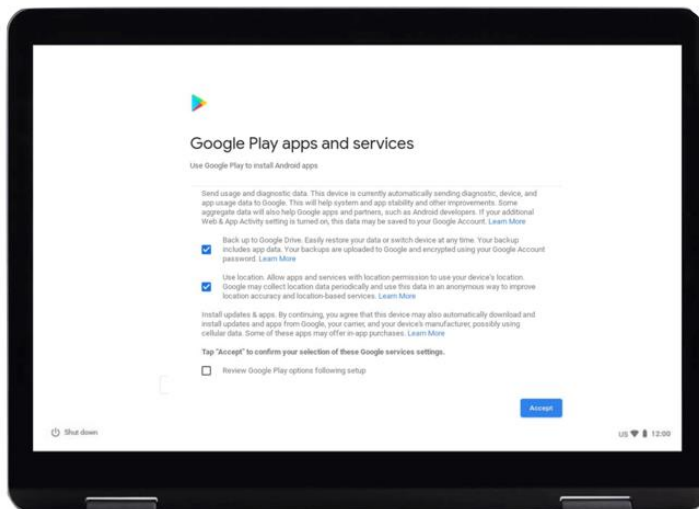 Google Play apps and services
Use Google Play to install Android apps
Send usage and diagnostic data. This device is currently automatically sending diagnostic, device, and
app usage data to Google. This will help system and app stability and other improvements. Some
aggregate data will also help Google apps and partners, such as Android developers. If your additional
Web & App Activity setting is turned on, this data may be saved to your Google Account. Learn More
Back up to Google Drive. Easily restore your data or switch device at any time. Your backup
includes app data. Your backups are uploaded to Google and encrypted using your Google Account
password. Learn More
Use location. Allow apps and services with location permission to use your device's location.
Google may collect location data periodically and use this data in an anonymous way to improve
location accuracy and location-based services. Learn More
Install updates & apps. By continuing, you agree that this device may also automatically download and
install updates and apps from Google, your carrier, and your device's manufacturer, possibly using
cellular data. Some of these apps may offer in-app purchases. Learn More
Tap "Accept" to confirm your selection of these Google services settings.
Review Google Play options following setup
Accept
Shut down
US 12:00